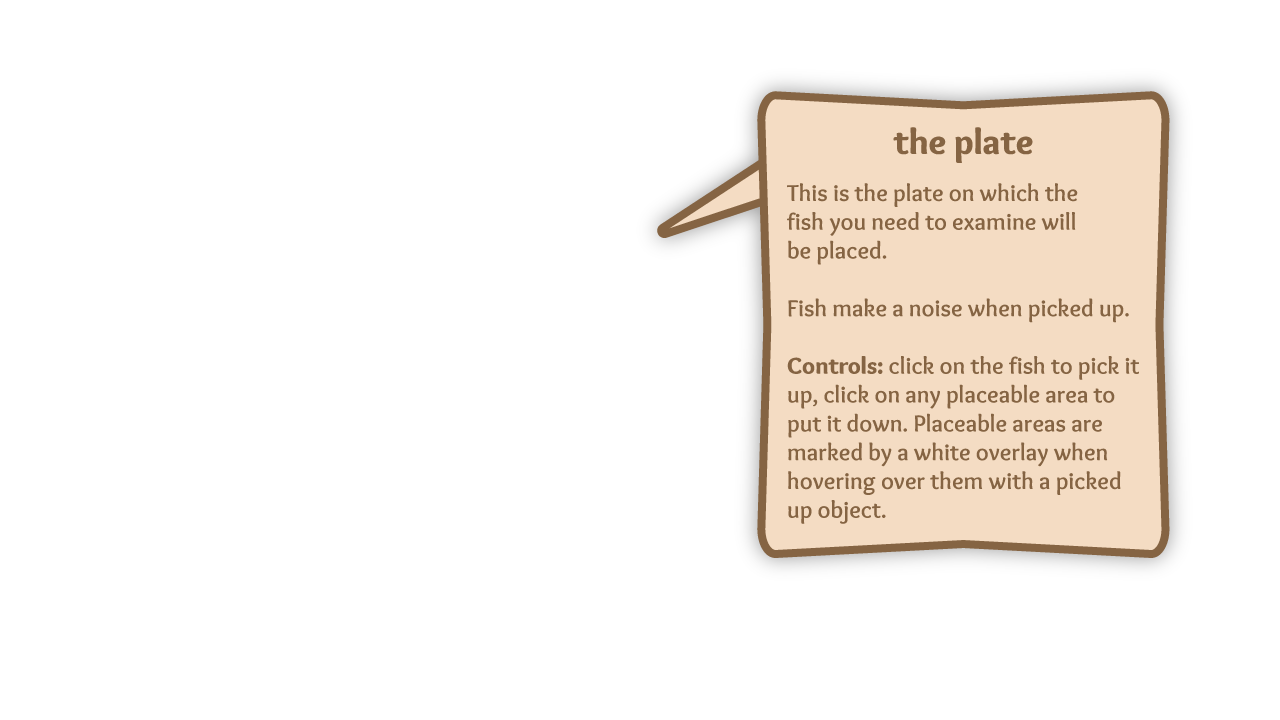 the plate
This is the plate on which the
fish you need to examine will
be placed.
Fish make a noise when picked up.
Controls: click on the fish to pick it
up, click on any placeable area to
put it down. Placeable areas are
marked by a white overlay when
hovering over them with a picked
up object.